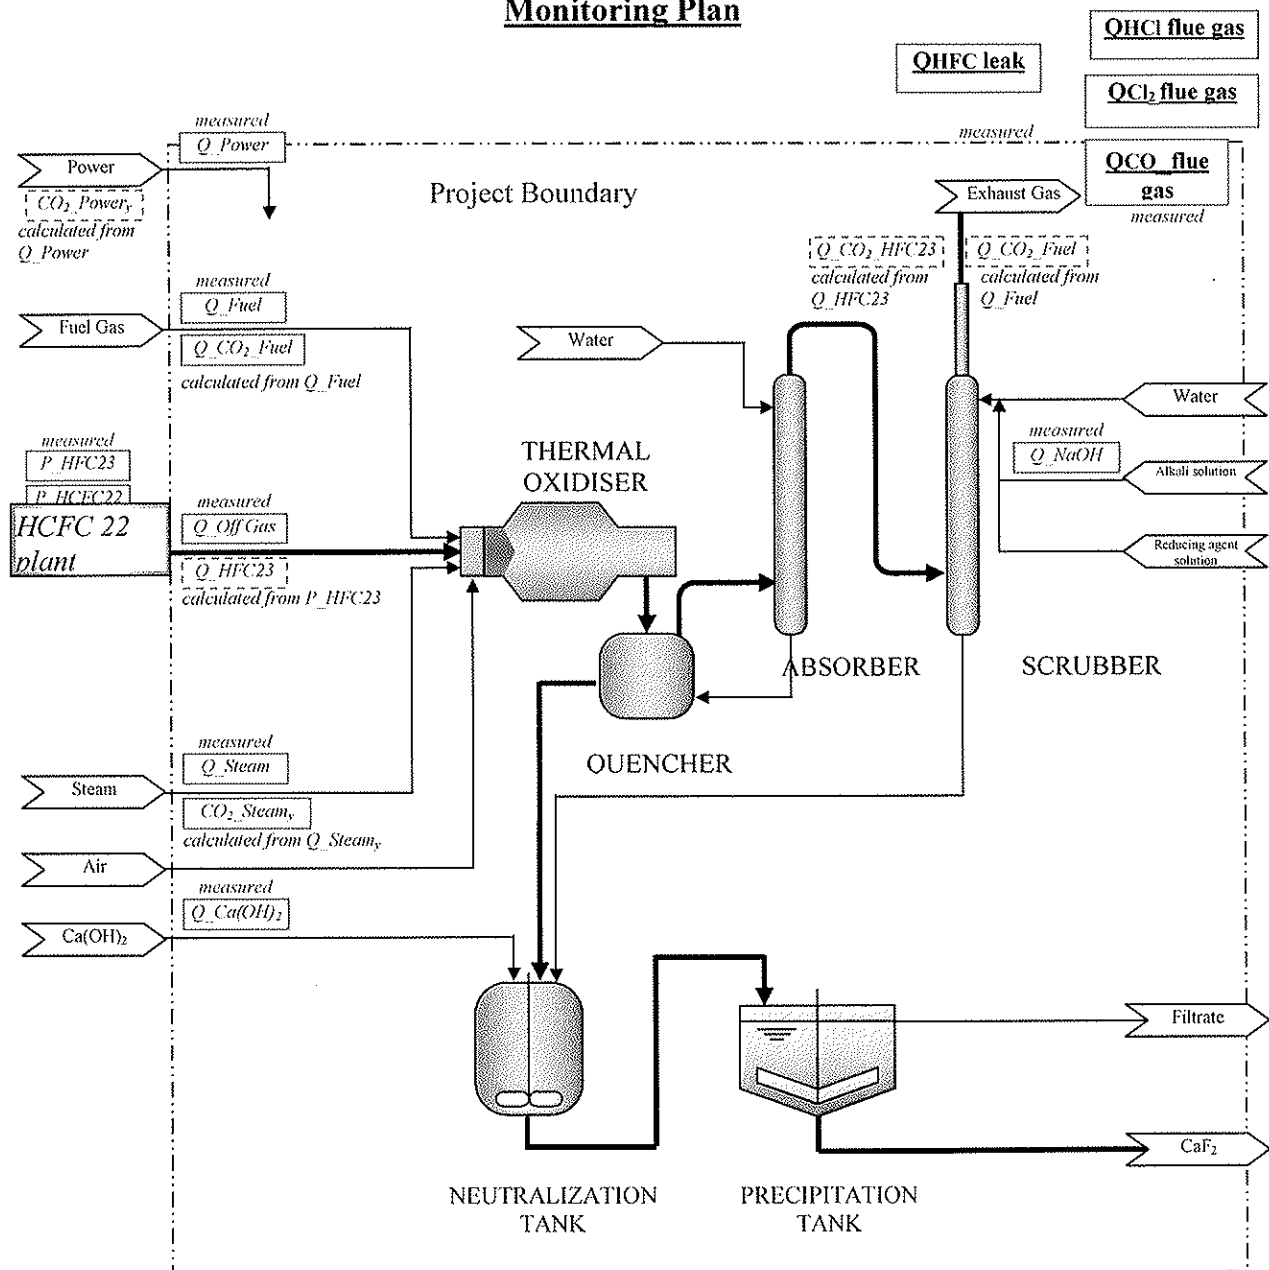 Monitoring Plan
QHCl flue gas
QHFC leak
QCl₂ flue gas
measured
Q_Power
measured
Power
QCO_flue
gas
measured
Project Boundary
Exhaust Gas
CO₂_Powerᵧ
calculated from
Q_Power
Q_CO₂_HFC23
calculated from
Q_HFC23
Q_CO₂_Fuel
calculated from
Q_Fuel
measured
Q_Fuel
Fuel Gas
Q_CO₂_Fuel
calculated from Q_Fuel
Water
Water
measured
Q_NaOH
Alkali solution
Reducing agent
solution
measured
P_HFC23
P_HCFC22
HCFC 22
plant
measured
Q_Off Gas
Q_HFC23
calculated from P_HFC23
THERMAL
OXIDISER
ABSORBER
SCRUBBER
QUENCHER
measured
Q_Steam
Steam
CO₂_Steamᵧ
calculated from Q_Steamᵧ
Air
measured
Q_Ca(OH)₂
Ca(OH)₂
Filtrate
CaF₂
NEUTRALIZATION
TANK
PRECIPITATION
TANK